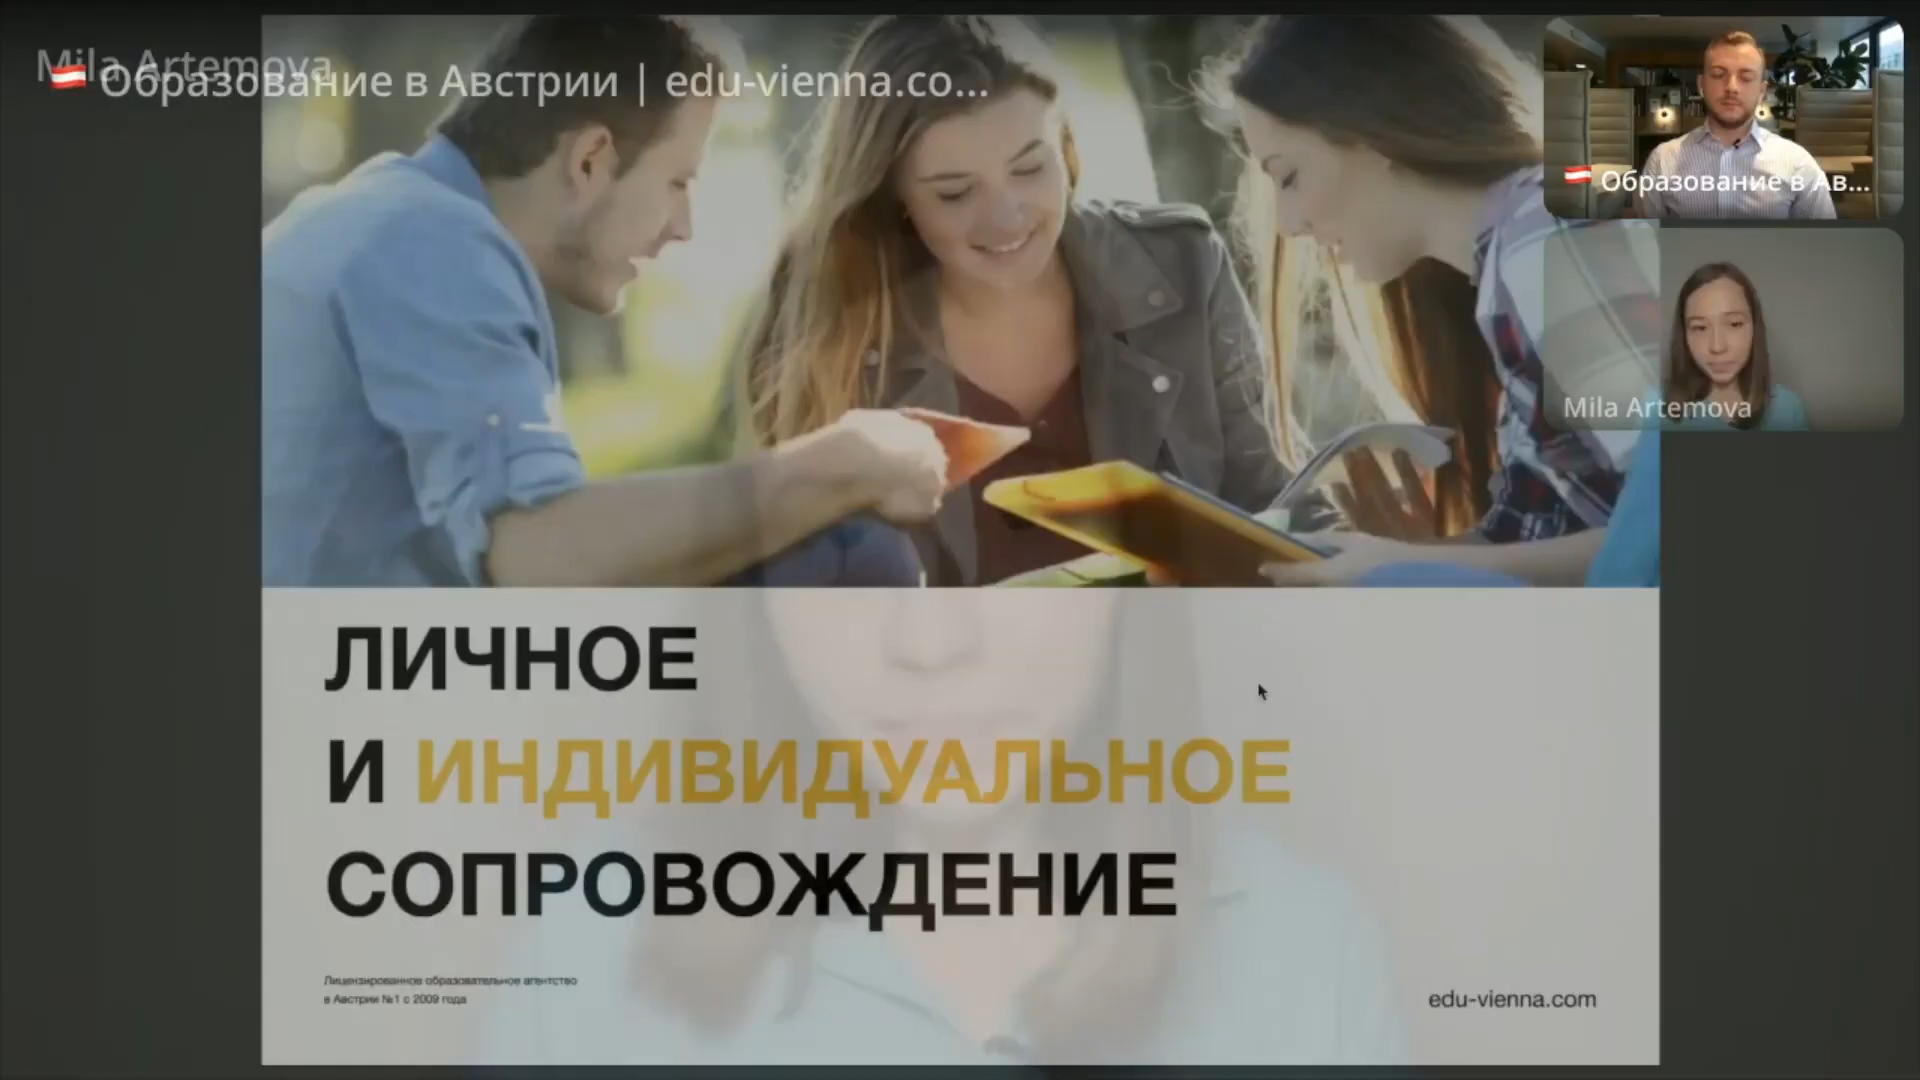 Mila Artemova
Образование в Австрии | edu-vienna.co...
Образование в Ав...
Mila Artemova
ЛИЧНОЕ
И ИНДИВИДУАЛЬНОЕ
СОПРОВОЖДЕНИЕ
Лицензированное образовательное агентство
в Австрии №1 с 2009 года
edu-vienna.com